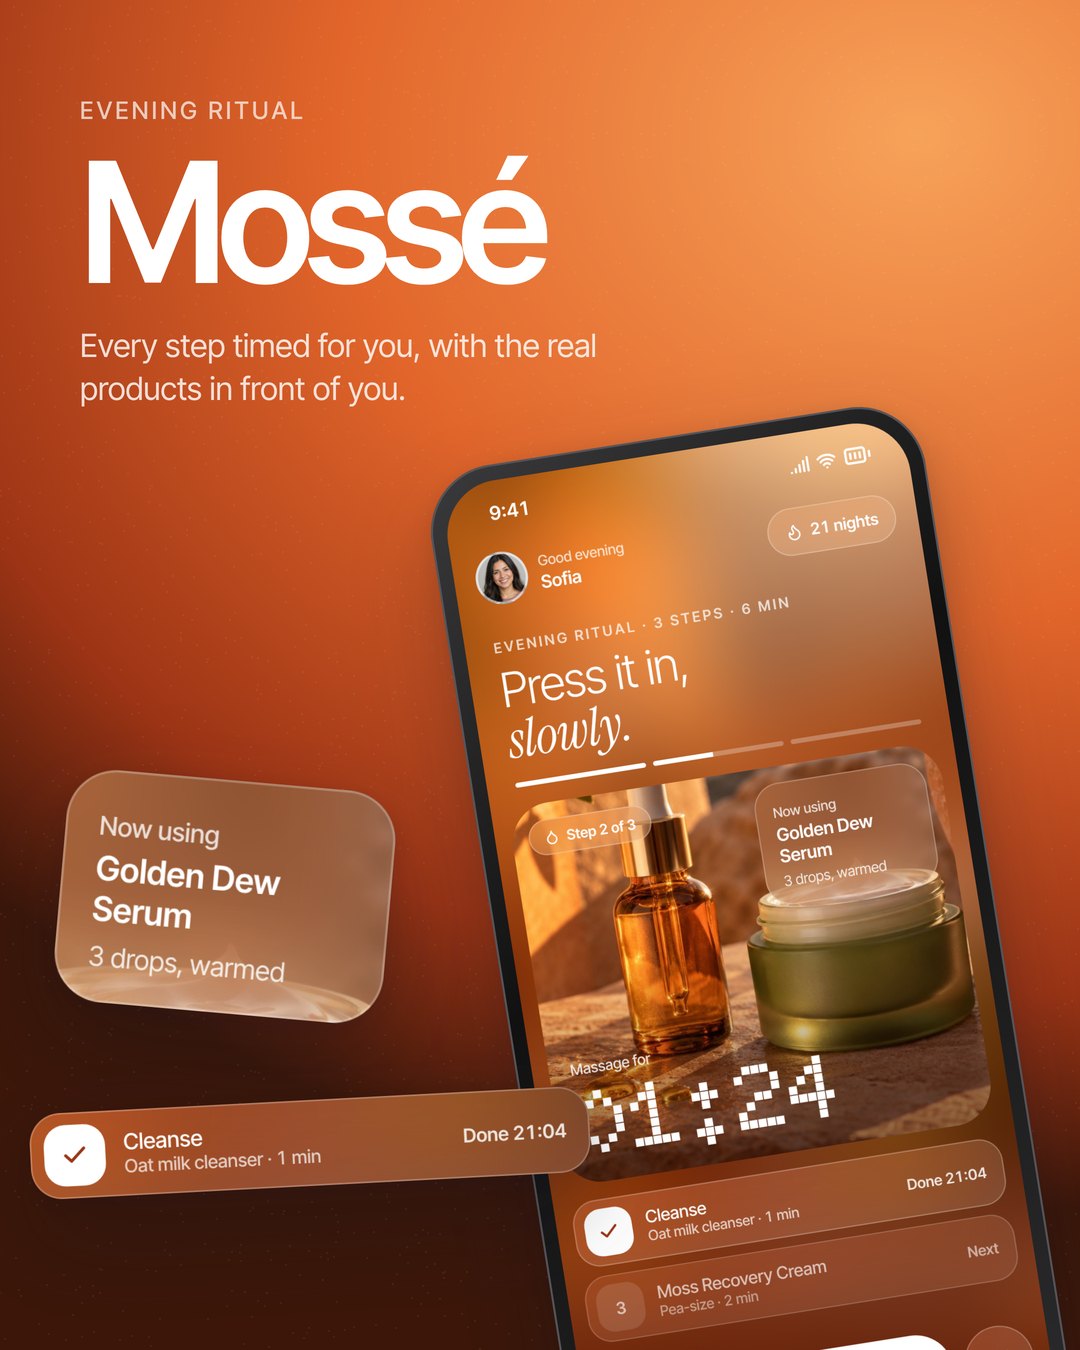 EVENING RITUAL
Mossé
Every step timed for you, with the real
products in front of you.
9:41
21 nights
Good evening
Sofia
EVENING RITUAL · 3 STEPS · 6 MIN
Press it in,
slowly.
Step 2 of 3
Now using
Golden Dew
Serum
3 drops, warmed
Massage for
01:24
Now using
Golden Dew
Serum
3 drops, warmed
Cleanse
Oat milk cleanser · 1 min
Done 21:04
Cleanse
Oat milk cleanser · 1 min
Done 21:04
3
Moss Recovery Cream
Pea-size · 2 min
Next